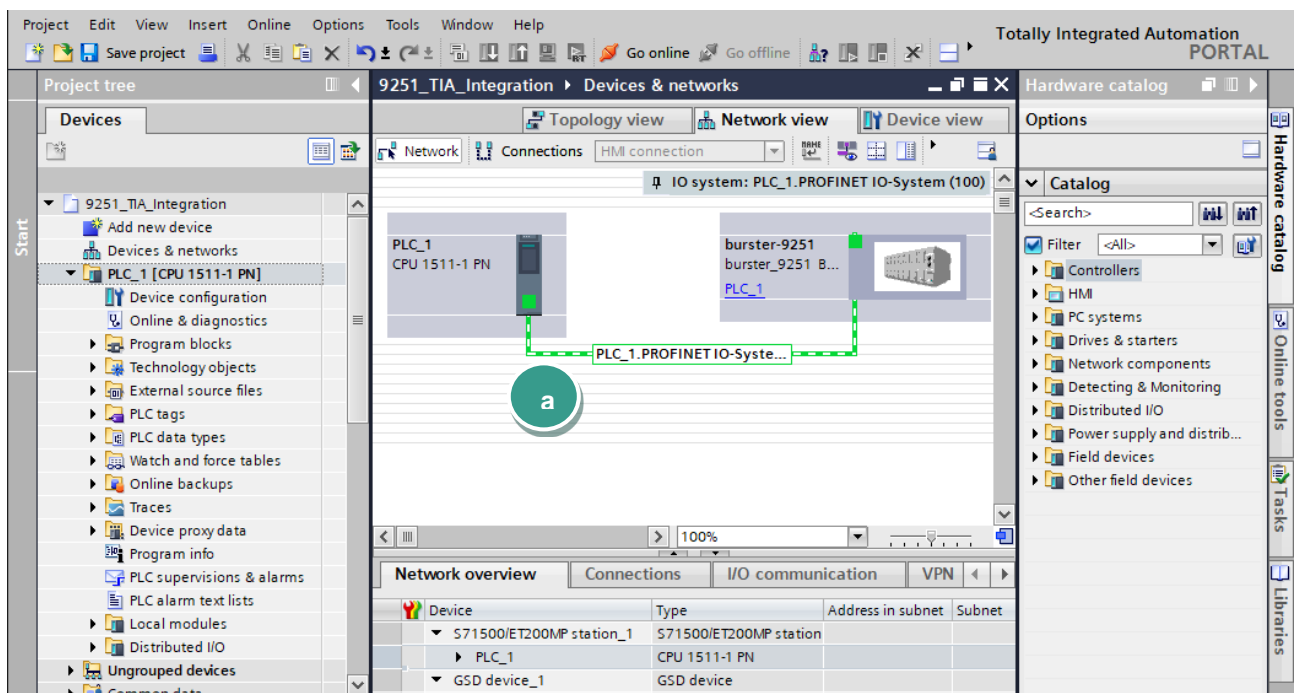 Project Edit View Insert Online Options Tools Window Help
Totally Integrated Automation
PORTAL
Save project
Go online
Go offline
Start
Project tree
Devices
9251_TIA_Integration
Add new device
Devices & networks
PLC_1 [CPU 1511-1 PN]
Device configuration
Online & diagnostics
Program blocks
Technology objects
External source files
PLC tags
PLC data types
Watch and force tables
Online backups
Traces
Device proxy data
Program info
PLC supervisions & alarms
PLC alarm text lists
Local modules
Distributed I/O
Ungrouped devices
Common data
9251_TIA_Integration Devices & networks
Topology view Network view Device view
Network Connections HMI connection
IO system: PLC_1.PROFINET IO-System (100)
PLC_1
CPU 1511-1 PN
burster-9251
burster_9251 B...
PLC_1
PLC_1.PROFINET IO-Syste...
a
100%
Network overview Connections I/O communication VPN
Device Type Address in subnet Subnet
S71500/ET200MP station_1 S71500/ET200MP station
PLC_1 CPU 1511-1 PN
GSD device_1 GSD device
Hardware catalog
Options
Catalog
<Search>
Filter <All>
Controllers
HMI
PC systems
Drives & starters
Network components
Detecting & Monitoring
Distributed I/O
Power supply and distrib...
Field devices
Other field devices
Hardware catalog
Online tools
Tasks
Libraries